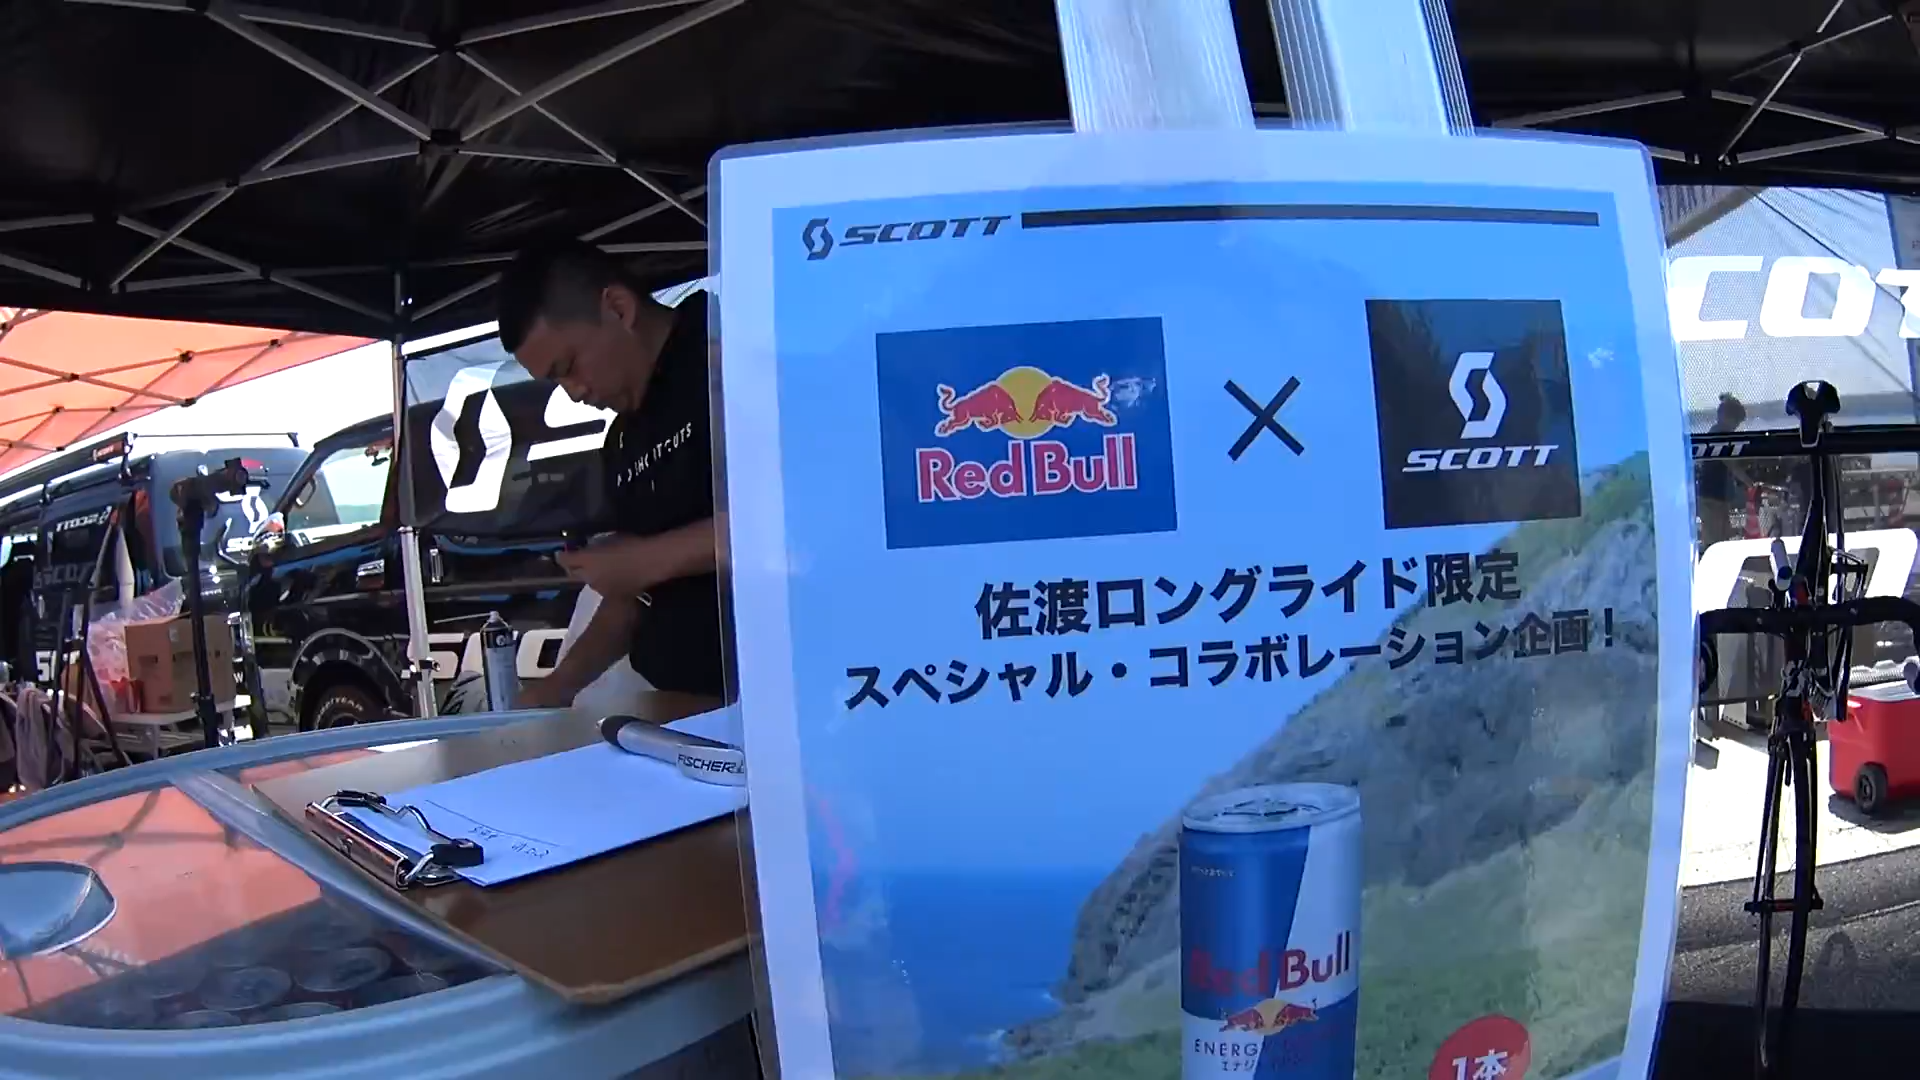 SCOTT
Red Bull
×
SCOTT
佐渡ロングライド限定
スペシャル・コラボレーション企画！
Red Bull
ENERGY
1本
FISCHER
SCOTT